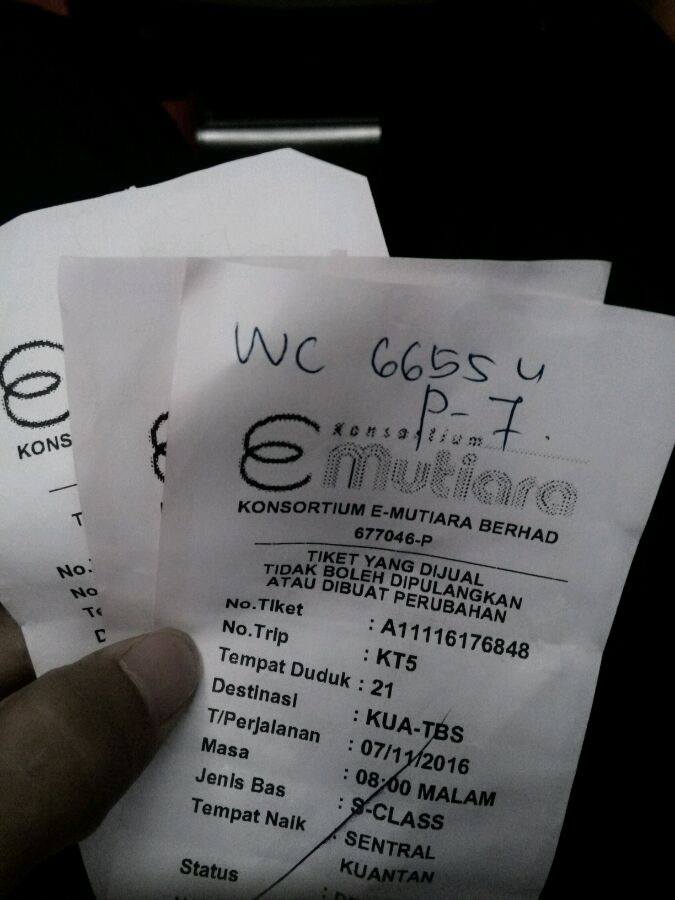 WC 6655 U
P-7
Konsortium
e Mutiara
KONSORTIUM E-MUTIARA BERHAD
677046-P
TIKET YANG DIJUAL
TIDAK BOLEH DIPULANGKAN
ATAU DIBUAT PERUBAHAN
No.Tiket : A11116176848
No.Trip : KT5
Tempat Duduk : 21
Destinasi : KUA-TBS
T/Perjalanan : 07/11/2016
Masa : 08:00 MALAM
Jenis Bas : S-CLASS
Tempat Naik : SENTRAL
KUANTAN
Status :
KONS
No.
No